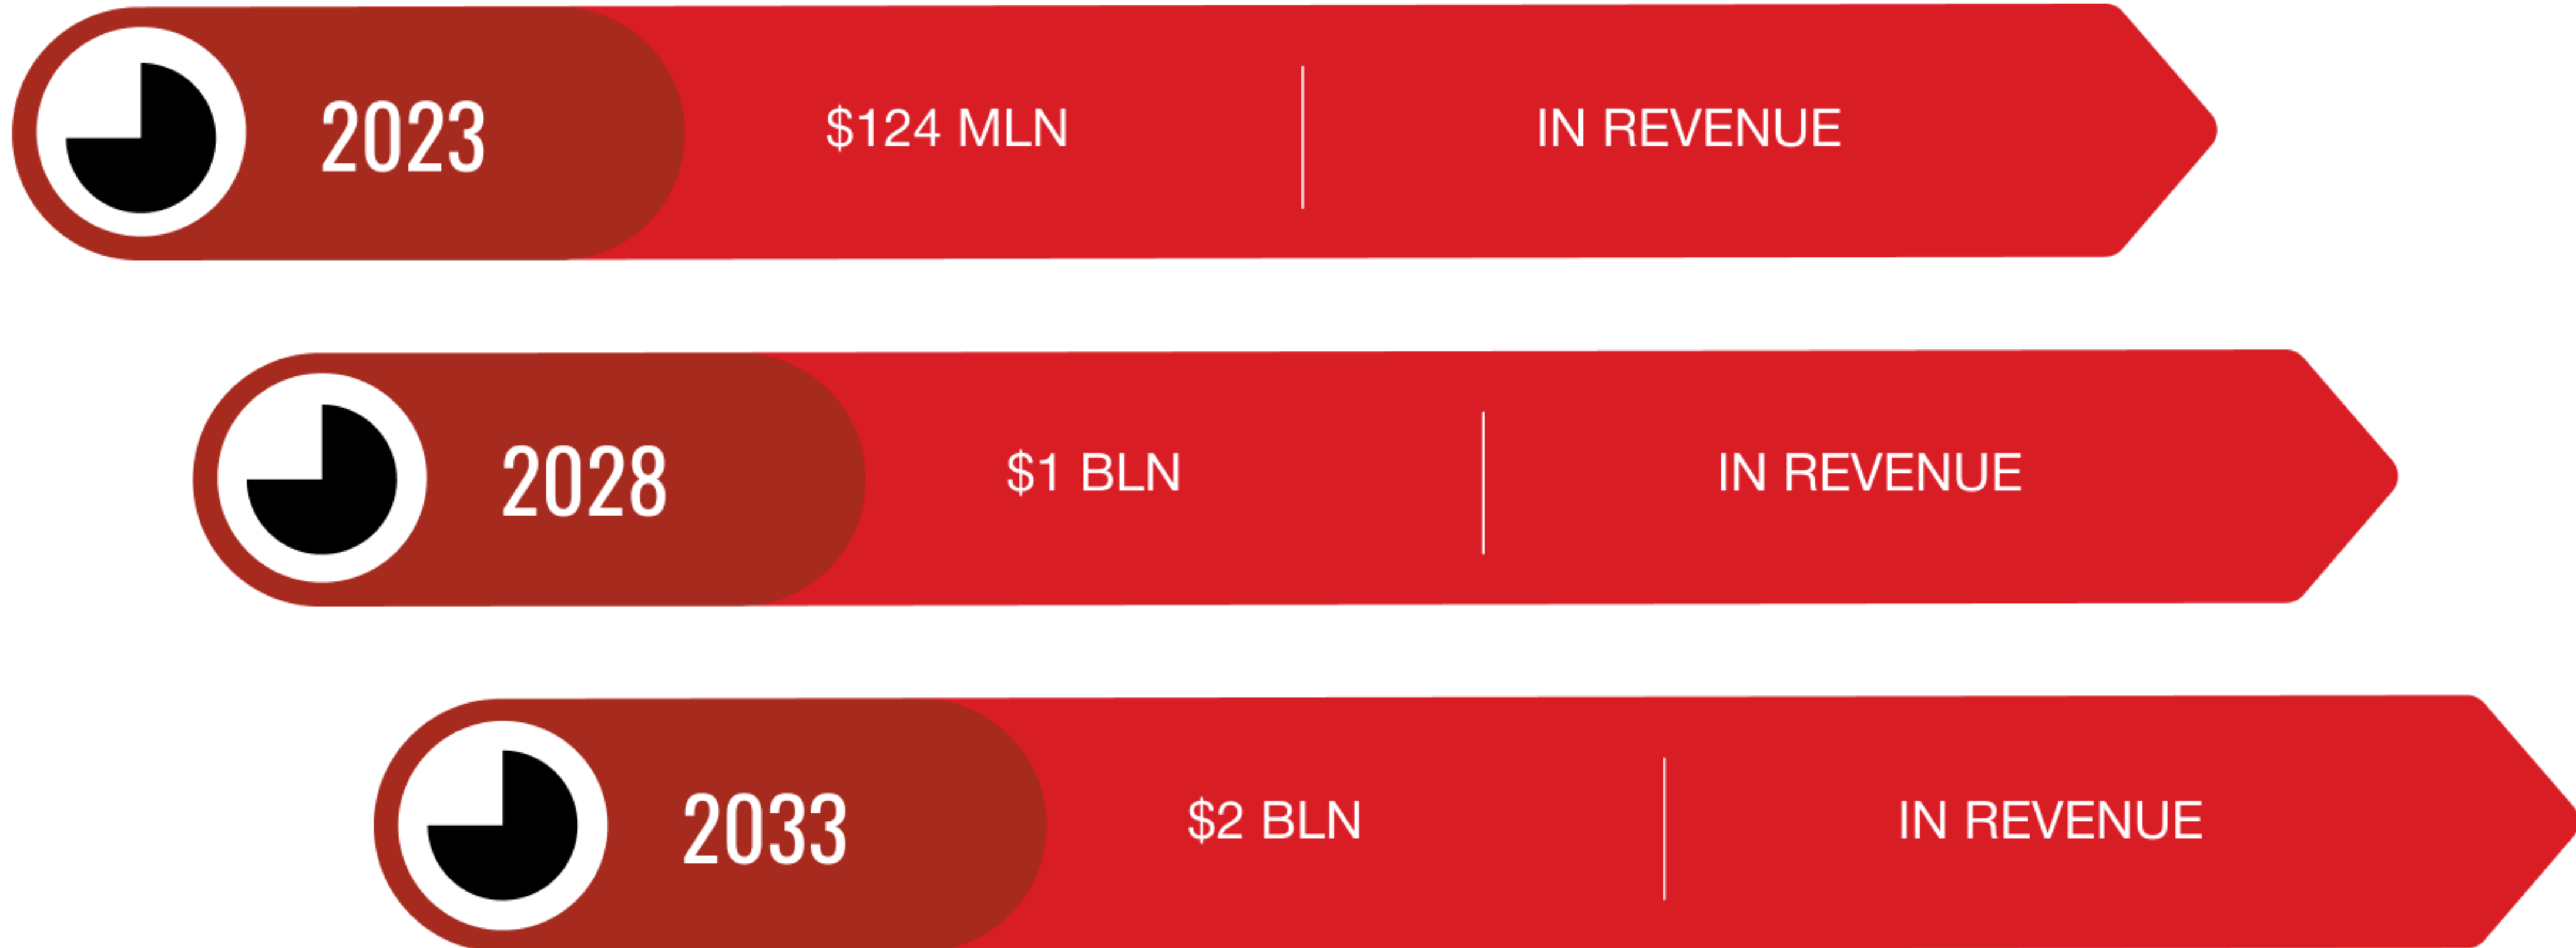 2023 $124 MLN IN REVENUE
2028 $1 BLN IN REVENUE
2033 $2 BLN IN REVENUE